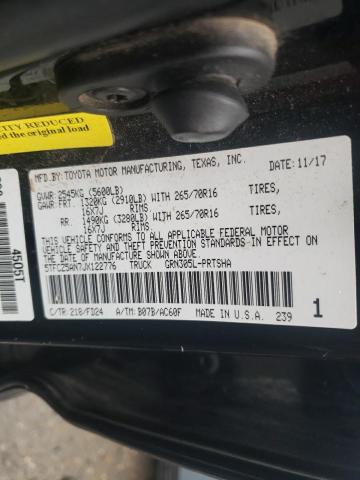 CITY REDUCED
the original load
MFD.BY:TOYOTA MOTOR MANUFACTURING, TEXAS, INC. DATE: 11/17
GVWR: 2545KG (5600LB)
GAWR:FRT. 1320KG (2910LB) WITH 265/70R16 TIRES,
16X7J RIMS
RR. 1490KG (3280LB) WITH 265/70R16 TIRES,
16X7J RIMS
THIS VEHICLE CONFORMS TO ALL APPLICABLE FEDERAL MOTOR
VEHICLE SAFETY AND THEFT PREVENTION STANDARDS IN EFFECT ON
THE DATE OF MANUFACTURE SHOWN ABOVE.
5TFCZ5AN7JX122776 TRUCK GRN305L-PRTSHA
C/TR:218/FD24 A/TM: B07B/AC60F MADE IN U.S.A. 239 1
4505T